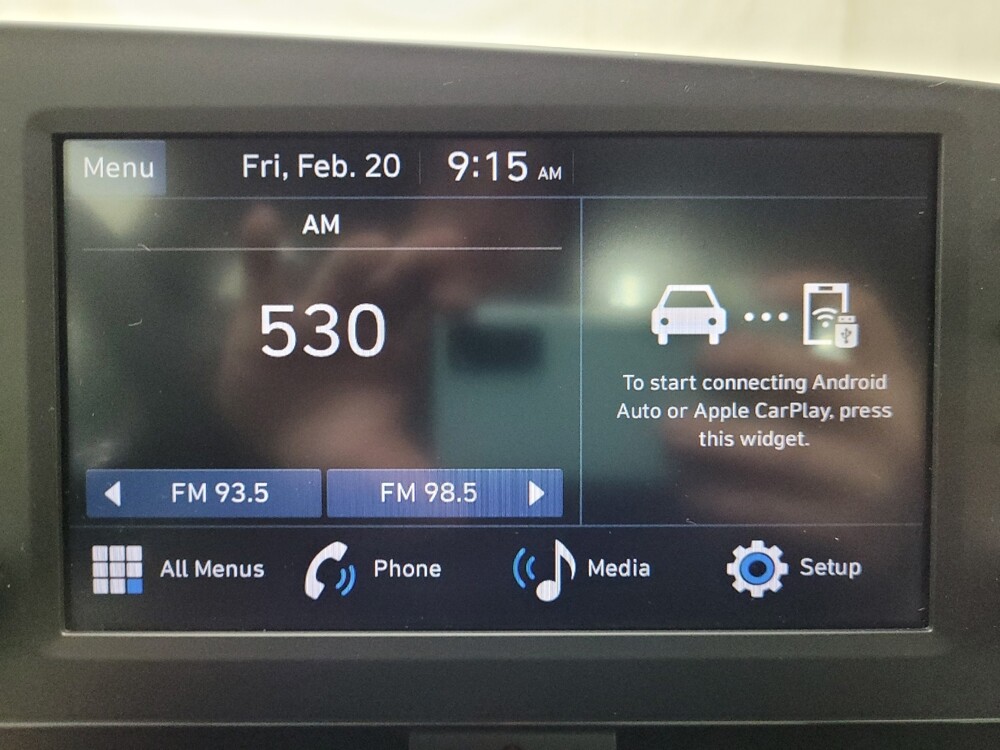 Menu
Fri, Feb. 20
9:15 AM
AM
530
To start connecting Android
Auto or Apple CarPlay, press
this widget.
FM 93.5
FM 98.5
All Menus
Phone
Media
Setup